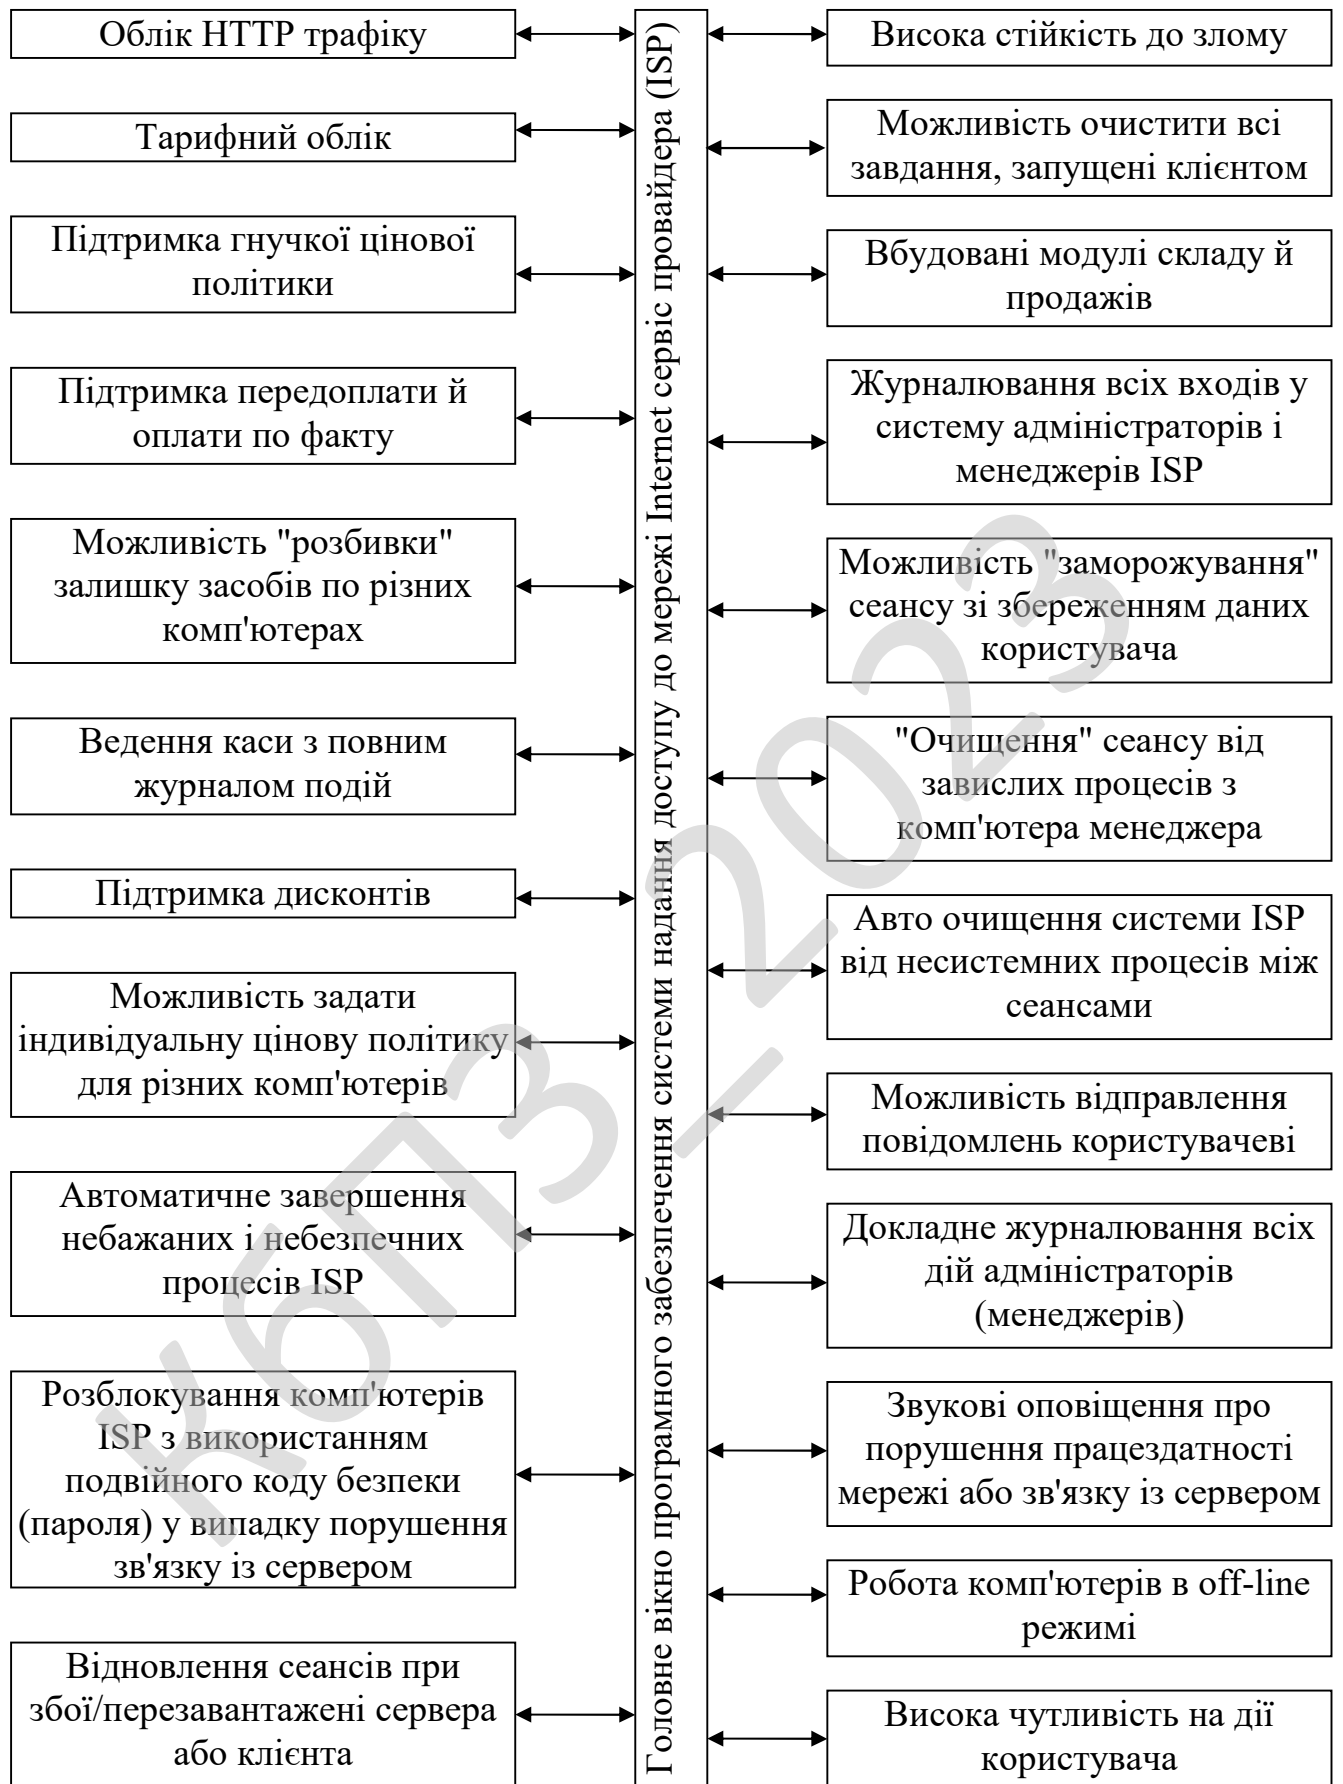 Облік HTTP трафіку
Тарифний облік
Підтримка гнучкої цінової
політики
Підтримка передоплати й
оплати по факту
Можливість "розбивки"
залишку засобів по різних
комп'ютерах
Ведення каси з повним
журналом подій
Підтримка дисконтів
Можливість задати
індивідуальну цінову політику
для різних комп'ютерів
Автоматичне завершення
небажаних і небезпечних
процесів ISP
Розблокування комп'ютерів
ISP з використанням
подвійного коду безпеки
(пароля) у випадку порушення
зв'язку із сервером
Відновлення сеансів при
збої/перезавантажені сервера
або клієнта
Головне вікно програмного забезпечення системи надання доступу до мережі Internet сервіс провайдера (ISP)
Висока стійкість до злому
Можливість очистити всі
завдання, запущені клієнтом
Вбудовані модулі складу й
продажів
Журналювання всіх входів у
систему адміністраторів і
менеджерів ISP
Можливість "заморожування"
сеансу зі збереженням даних
користувача
"Очищення" сеансу від
завислих процесів з
комп'ютера менеджера
Авто очищення системи ISP
від несистемних процесів між
сеансами
Можливість відправлення
повідомлень користувачеві
Докладне журналювання всіх
дій адміністраторів
(менеджерів)
Звукові оповіщення про
порушення працездатності
мережі або зв'язку із сервером
Робота комп'ютерів в off-line
режимі
Висока чутливість на дії
користувача
КбПЗ_2023